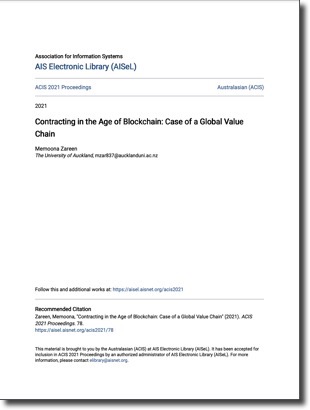 Association for Information Systems
AIS Electronic Library (AISeL)
ACIS 2021 Proceedings
Australasian (ACIS)
2021
Contracting in the Age of Blockchain: Case of a Global Value
Chain
Memoona Zareen
The University of Auckland, mzar837@aucklanduni.ac.nz
Follow this and additional works at: https://aisel.aisnet.org/acis2021
Recommended Citation
Zareen, Memoona, "Contracting in the Age of Blockchain: Case of a Global Value Chain" (2021). ACIS
2021 Proceedings. 78.
https://aisel.aisnet.org/acis2021/78
This material is brought to you by the Australasian (ACIS) at AIS Electronic Library (AISeL). It has been accepted for
inclusion in ACIS 2021 Proceedings by an authorized administrator of AIS Electronic Library (AISeL). For more
information, please contact elibrary@aisnet.org.